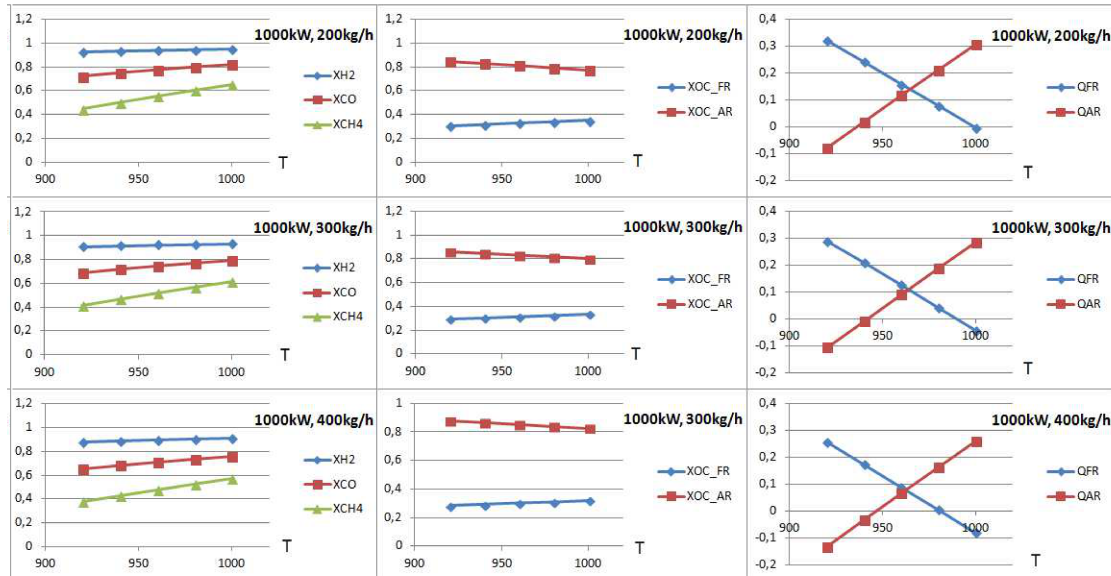 1,2
1
0,8
0,6
0,4
0,2
0
900
950
1000
T
1000kW, 200kg/h
XH2
XCO
XCH4
1,2
1
0,8
0,6
0,4
0,2
0
900
950
1000
T
1000kW, 200kg/h
XOC_FR
XOC_AR
0,4
0,3
0,2
0,1
0
-0,1
-0,2
900
950
1000
T
1000kW, 200kg/h
QFR
QAR
1,2
1
0,8
0,6
0,4
0,2
0
900
950
1000
T
1000kW, 300kg/h
XH2
XCO
XCH4
1,2
1
0,8
0,6
0,4
0,2
0
900
950
1000
T
1000kW, 300kg/h
XOC_FR
XOC_AR
0,4
0,3
0,2
0,1
0
-0,1
-0,2
900
950
1000
T
1000kW, 300kg/h
QFR
QAR
1,2
1
0,8
0,6
0,4
0,2
0
900
950
1000
T
1000kW, 400kg/h
XH2
XCO
XCH4
1
0,8
0,6
0,4
0,2
0
900
950
1000
T
1000kW, 300kg/h
XOC_FR
XOC_AR
0,4
0,3
0,2
0,1
0
-0,1
-0,2
900
950
1000
T
1000kW, 400kg/h
QFR
QAR